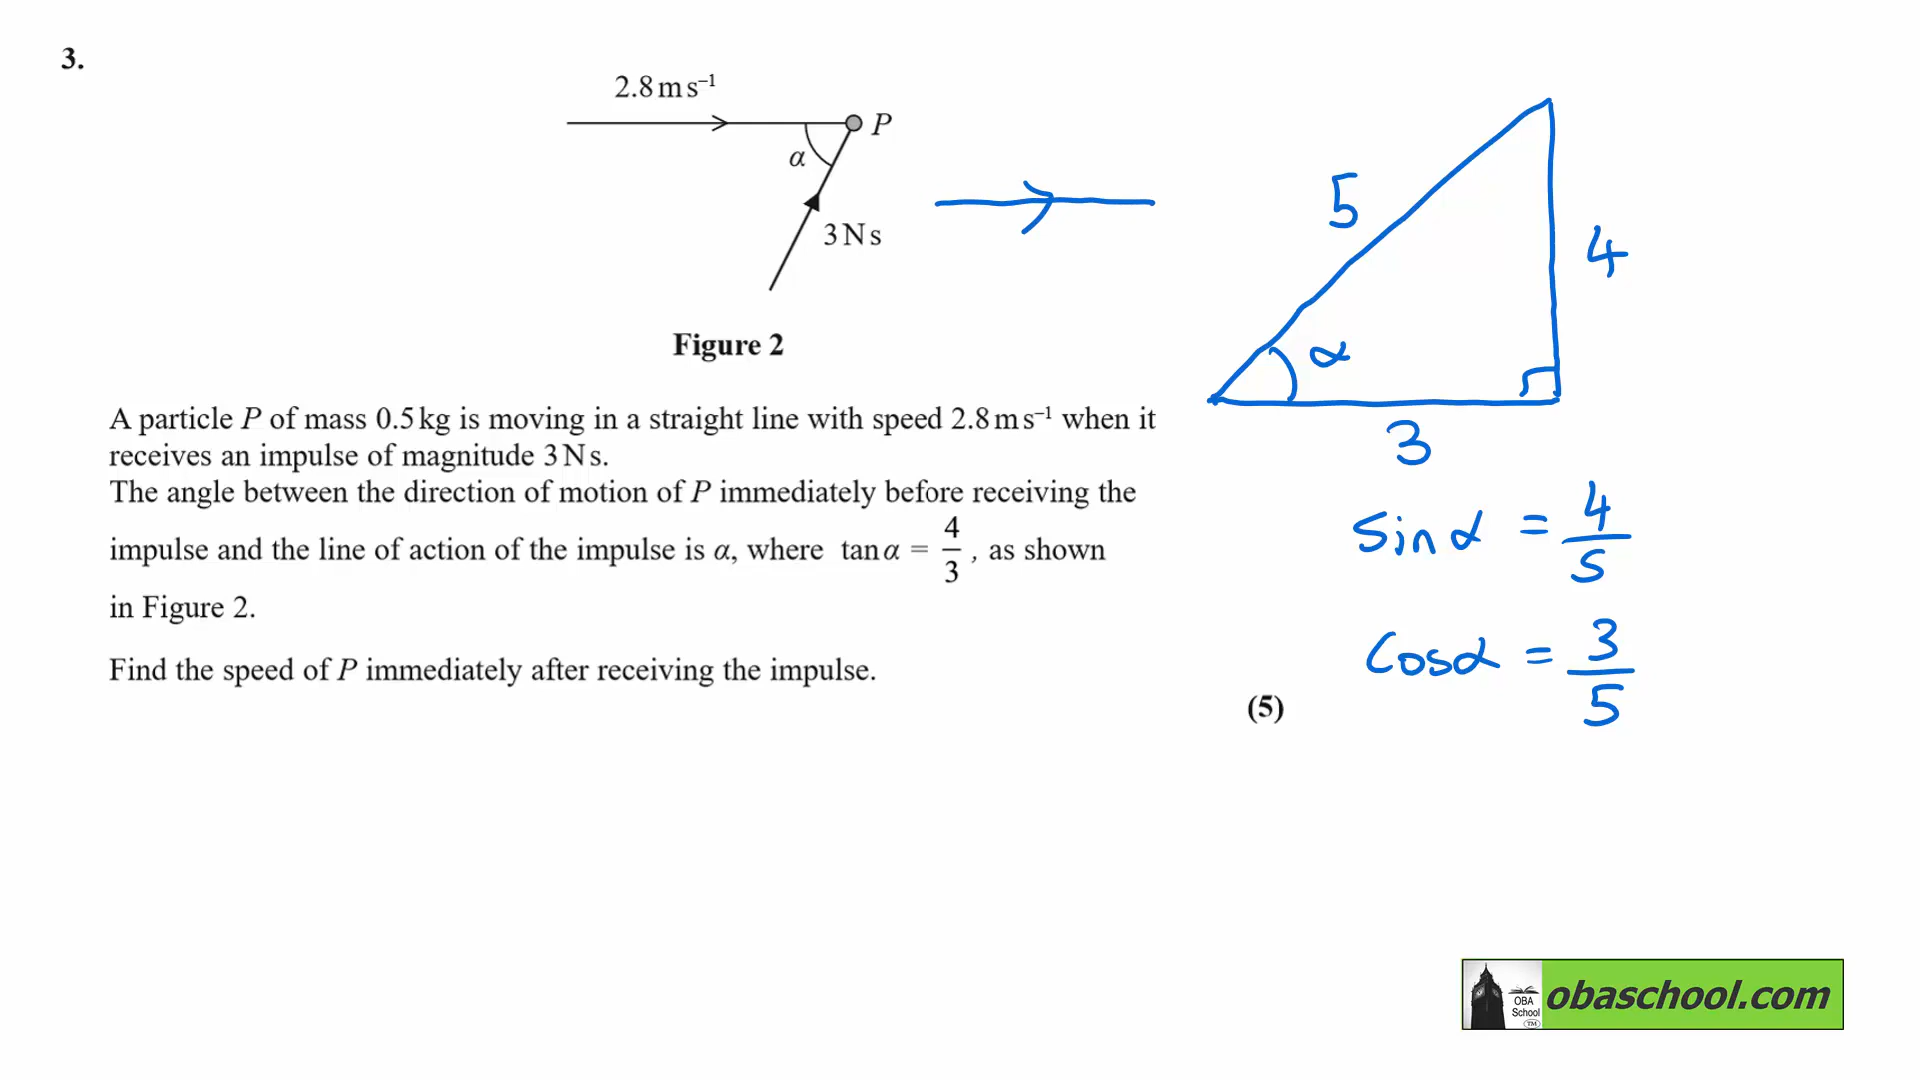 3.
2.8 m s⁻¹
P
α
3 N s
Figure 2
5
4
α
3
A particle P of mass 0.5 kg is moving in a straight line with speed 2.8 m s⁻¹ when it
receives an impulse of magnitude 3 N s.
The angle between the direction of motion of P immediately before receiving the
impulse and the line of action of the impulse is α, where tan α = 4/3, as shown
in Figure 2.
Find the speed of P immediately after receiving the impulse.
(5)
sin α = 4/5
cos α = 3/5
OBA
School
TM
obaschool.com